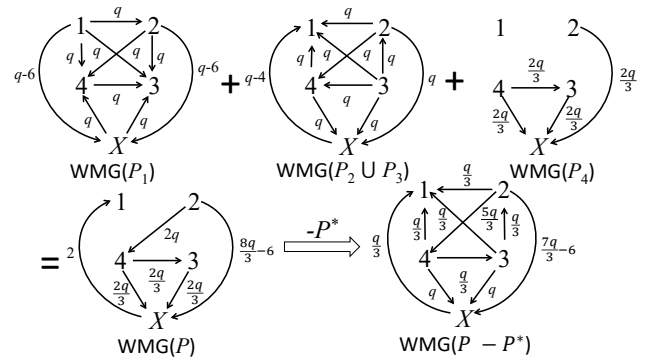 1 q 2 1 q 2 1 2
q q q q q q q q
q-6 q-6 + q-4 q + 2q/3
4 q 3 4 q 3 4 2q/3 3
q q q q 2q/3 2q/3
X X X
WMG(P₁) WMG(P₂ ∪ P₃) WMG(P₄)
1 2 -P* 1 q/3 2
2q q/3 q/3 5q/3 q/3
= 2 8q/3-6 q/3 7q/3-6
4 2q/3 3 4 q/3 3
2q/3 2q/3 q q
X X
WMG(P) WMG(P − P*)